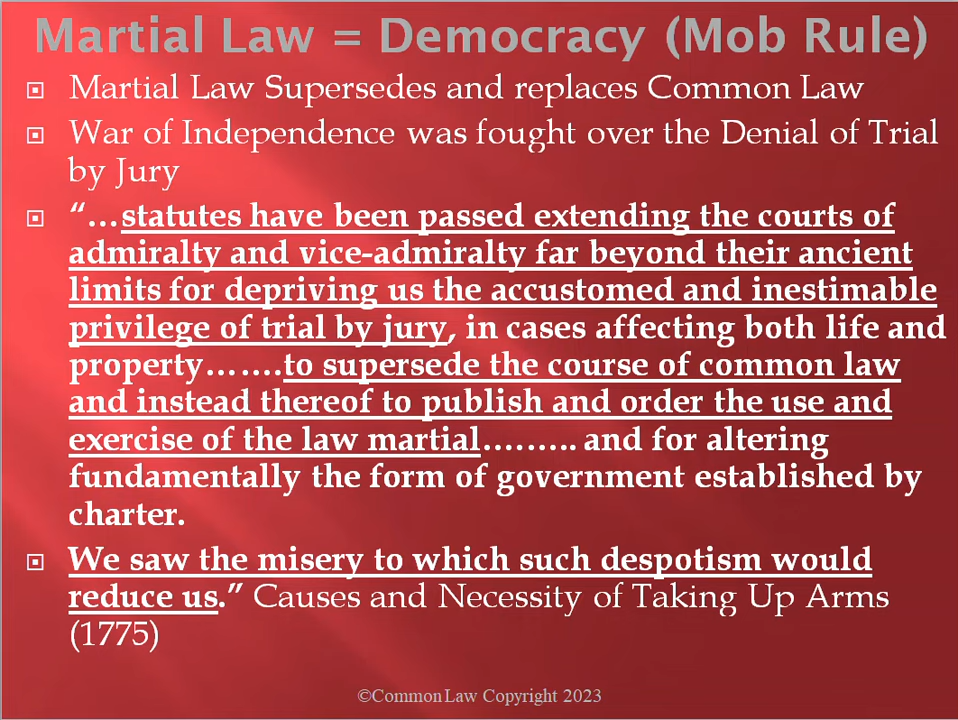 Martial Law = Democracy (Mob Rule)
Martial Law Supersedes and replaces Common Law
War of Independence was fought over the Denial of Trial
by Jury
“…statutes have been passed extending the courts of
admiralty and vice-admiralty far beyond their ancient
limits for depriving us the accustomed and inestimable
privilege of trial by jury, in cases affecting both life and
property…….to supersede the course of common law
and instead thereof to publish and order the use and
exercise of the law martial……... and for altering
fundamentally the form of government established by
charter.
We saw the misery to which such despotism would
reduce us.” Causes and Necessity of Taking Up Arms
(1775)
©Common Law Copyright 2023